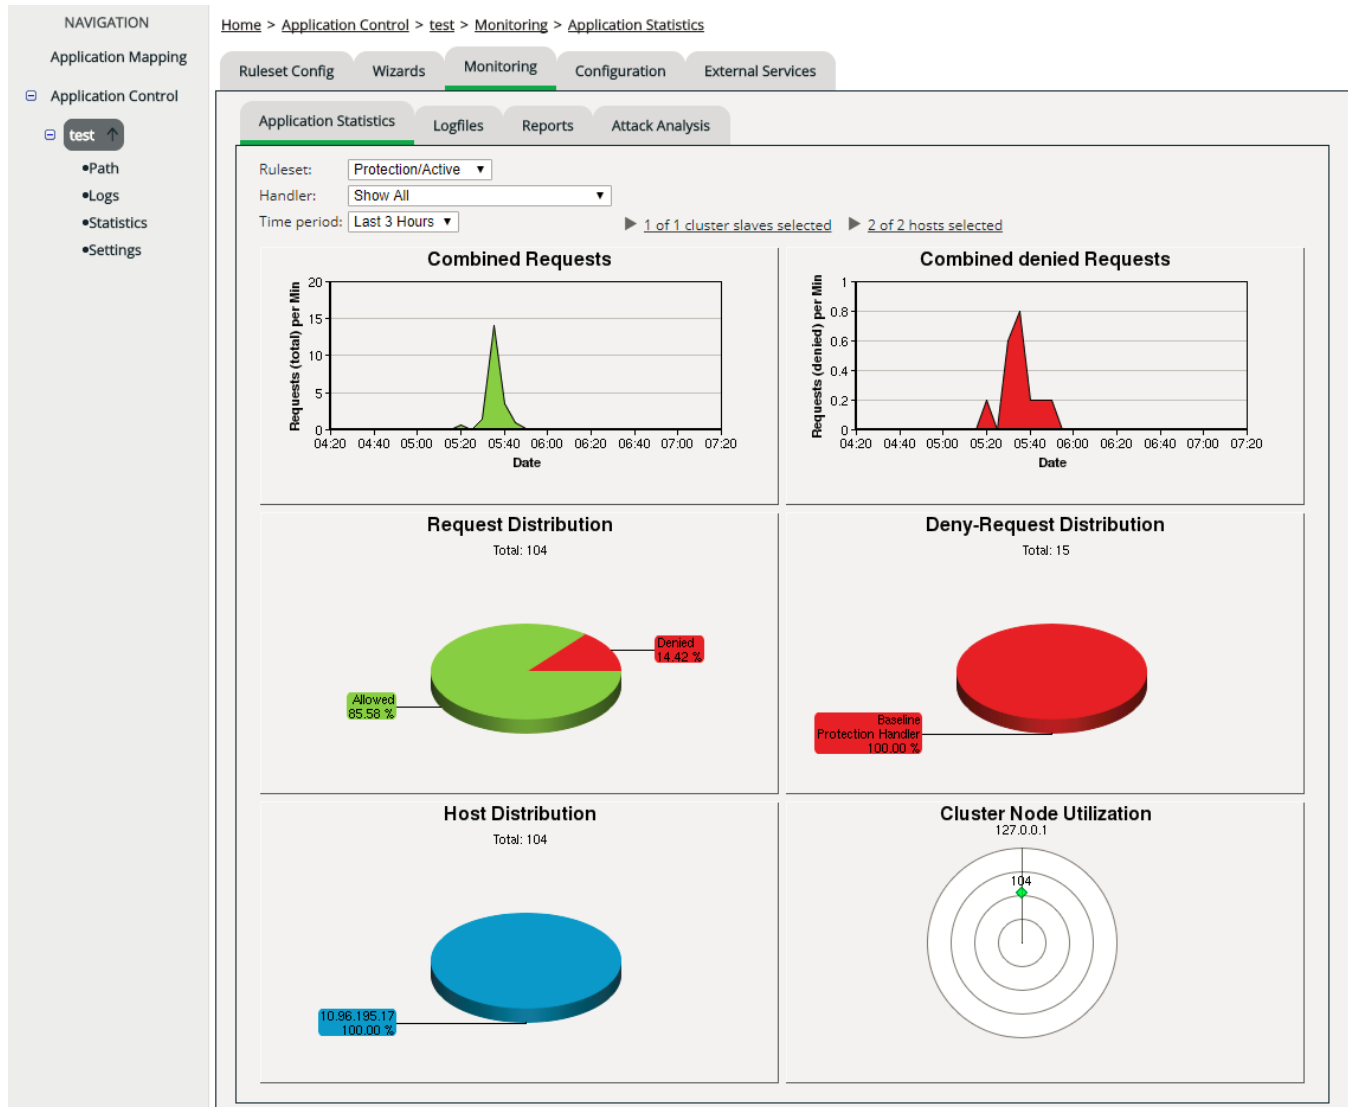 NAVIGATION
Application Mapping
Application Control
test ↑
•Path
•Logs
•Statistics
•Settings
Home > Application Control > test > Monitoring > Application Statistics
Ruleset Config Wizards Monitoring Configuration External Services
Application Statistics Logfiles Reports Attack Analysis
Ruleset: Protection/Active ▼
Handler: Show All ▼
Time period: Last 3 Hours ▼
▶ 1 of 1 cluster slaves selected ▶ 2 of 2 hosts selected
Combined Requests
Requests (total) per Min
20
15
10
5
0
04:20 04:40 05:00 05:20 05:40 06:00 06:20 06:40 07:00 07:20
Date
Combined denied Requests
Requests (denied) per Min
1
0.8
0.6
0.4
0.2
0
04:20 04:40 05:00 05:20 05:40 06:00 06:20 06:40 07:00 07:20
Date
Request Distribution
Total: 104
Denied
14.42 %
Allowed
85.58 %
Deny-Request Distribution
Total: 15
Baseline
Protection Handler
100.00 %
Host Distribution
Total: 104
10.96.195.17
100.00 %
Cluster Node Utilization
127.0.0.1
104